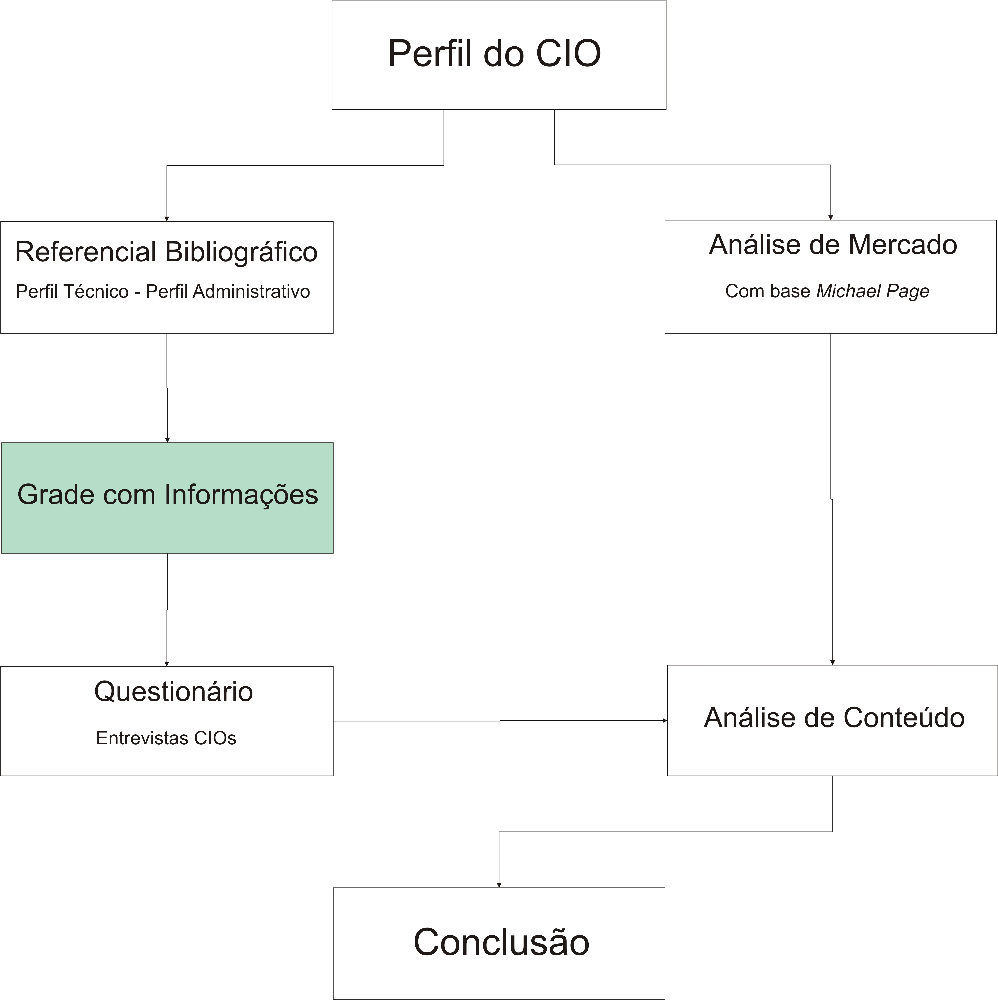 Perfil do CIO
Referencial Bibliográfico
Perfil Técnico - Perfil Administrativo
Análise de Mercado
Com base Michael Page
Grade com Informações
Questionário
Entrevistas CIOs
Análise de Conteúdo
Conclusão